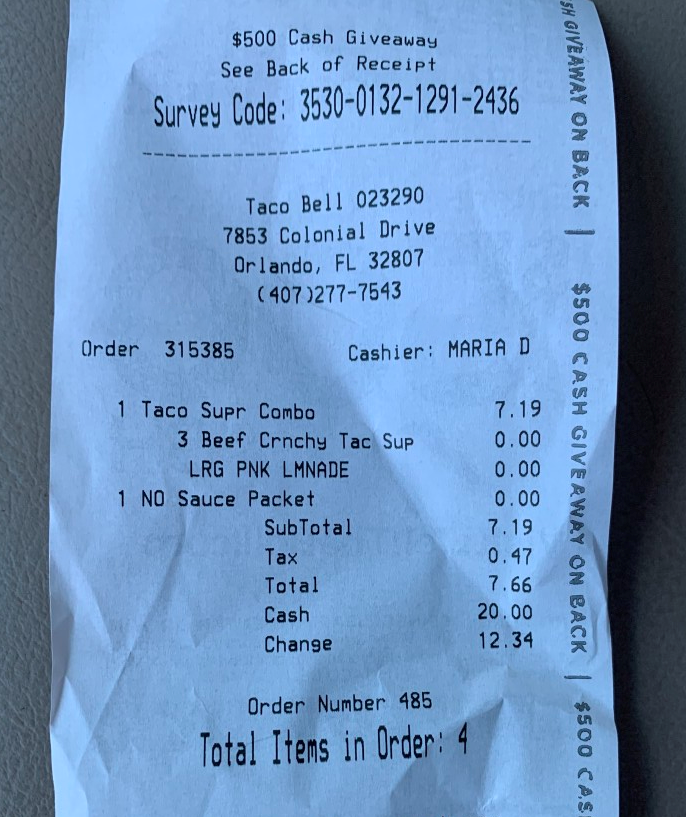 $500 Cash Giveaway
See Back of Receipt
Survey Code: 3530-0132-1291-2436
--------------------------------------------
Taco Bell 023290
7853 Colonial Drive
Orlando, FL 32807
(407)277-7543
Order 315385 Cashier: MARIA D
1 Taco Supr Combo 7.19
3 Beef Crnchy Tac Sup 0.00
LRG PNK LMNADE 0.00
1 NO Sauce Packet 0.00
SubTotal 7.19
Tax 0.47
Total 7.66
Cash 20.00
Change 12.34
Order Number 485
Total Items in Order: 4
SH GIVEAWAY ON BACK | $500 CASH GIVEAWAY ON BACK | $500 CAS